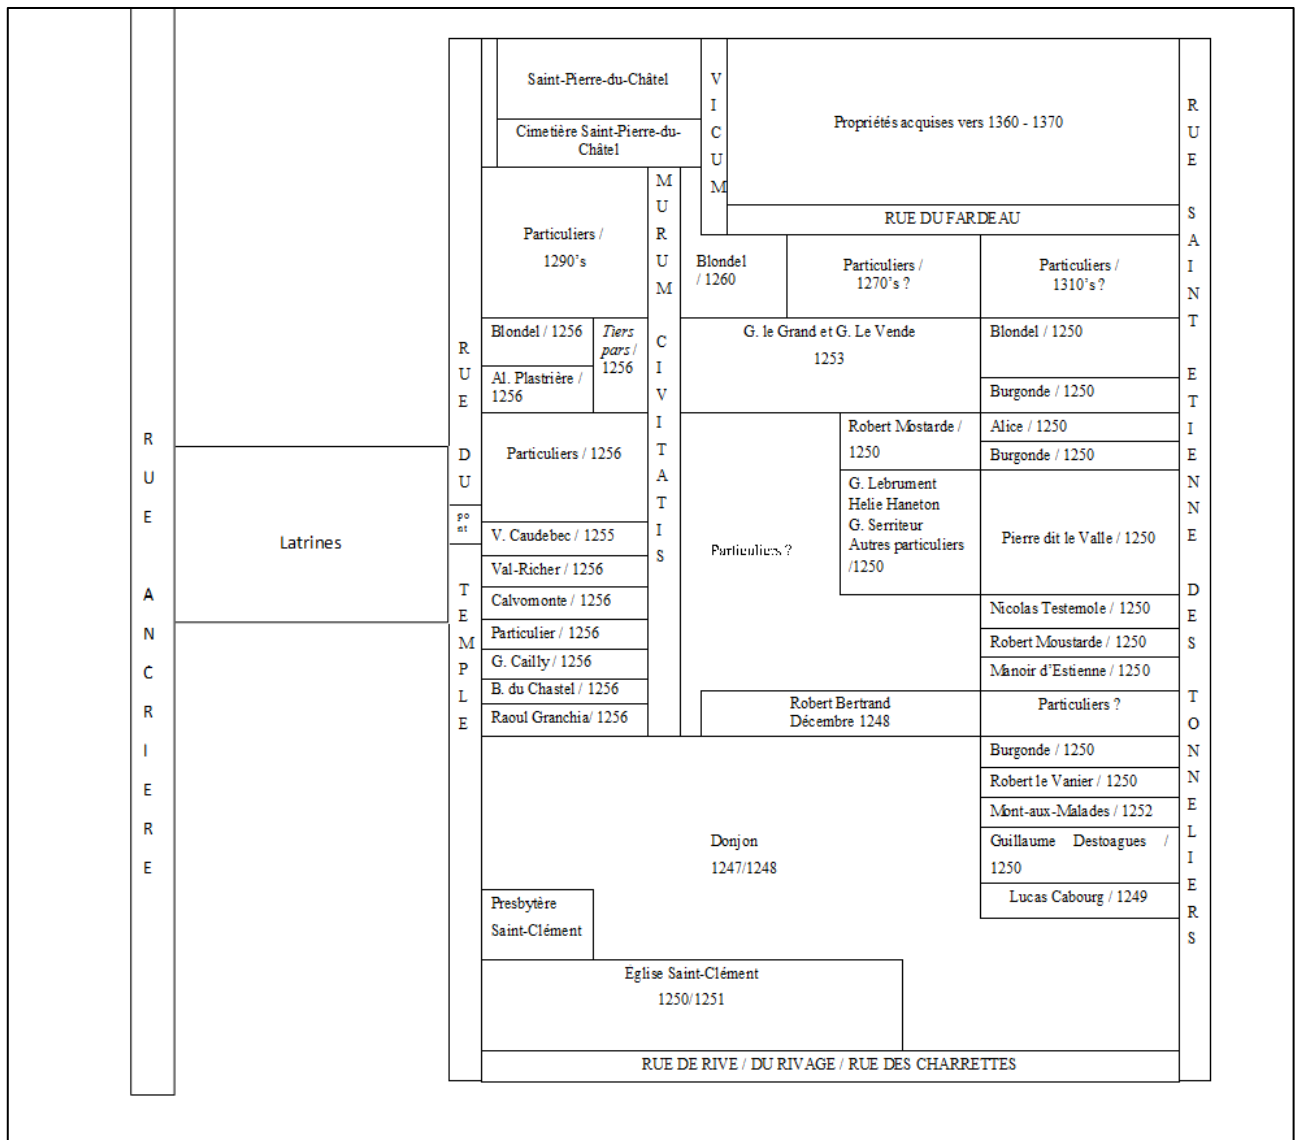 Saint-Pierre-du-Châtel
Cimetière Saint-Pierre-du-
Châtel
VICUM
Propriétés acquises vers 1360 - 1370
RUE DU FARDEAU
RUE SAINT ETIENNE DES TONNELIERS
MURUM CIVITATIS
Particuliers /
1290's
Blondel
/ 1260
Particuliers /
1270's ?
Particuliers /
1310's ?
Blondel / 1256
Tiers
pars /
1256
Al. Plastrière /
1256
G. le Grand et G. Le Vende
1253
Blondel / 1250
Burgonde / 1250
RUE DU
po
nt
TEMPLE
Particuliers / 1256
Robert Mostarde /
1250
Alice / 1250
Burgonde / 1250
G. Lebrument
Helie Haneton
G. Serriteur
Autres particuliers
/1250
Pierre dit le Valle / 1250
RUE ANCRIERE
Latrines
V. Caudebec / 1255
Val-Richer / 1256
Calvomonte / 1256
Particulier / 1256
G. Cailly / 1256
B. du Chastel / 1256
Raoul Granchia/ 1256
Particuliers ?
Nicolas Testemole / 1250
Robert Moustarde / 1250
Manoir d'Estienne / 1250
Robert Bertrand
Décembre 1248
Particuliers ?
Burgonde / 1250
Robert le Vanier / 1250
Mont-aux-Malades / 1252
Guillaume Destoagues /
1250
Lucas Cabourg / 1249
Donjon
1247/1248
Presbytère
Saint-Clément
Église Saint-Clément
1250/1251
RUE DE RIVE / DU RIVAGE / RUE DES CHARRETTES